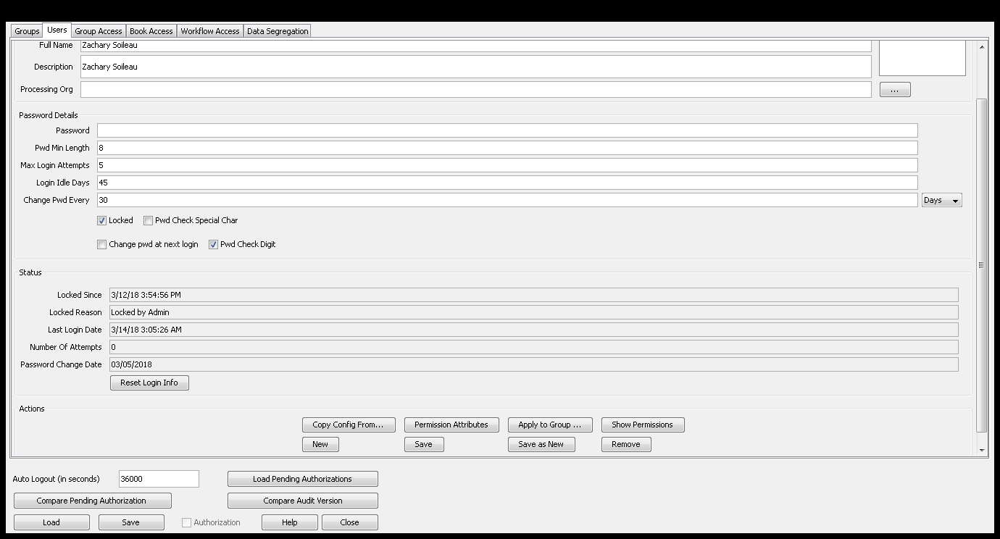 Groups Users Group Access Book Access Workflow Access Data Segregation
Full Name Zachary Soileau
Description Zachary Soileau
Processing Org ...
Password Details
Password
Pwd Min Length 8
Max Login Attempts 5
Login Idle Days 45
Change Pwd Every 30 Days
Locked Pwd Check Special Char
Change pwd at next login Pwd Check Digit
Status
Locked Since 3/12/18 3:54:56 PM
Locked Reason Locked by Admin
Last Login Date 3/14/18 3:05:26 AM
Number Of Attempts 0
Password Change Date 03/05/2018
Reset Login Info
Actions
Copy Config From... Permission Attributes Apply to Group ... Show Permissions
New Save Save as New Remove
Auto Logout (in seconds) 36000 Load Pending Authorizations
Compare Pending Authorization Compare Audit Version
Load Save Authorization Help Close